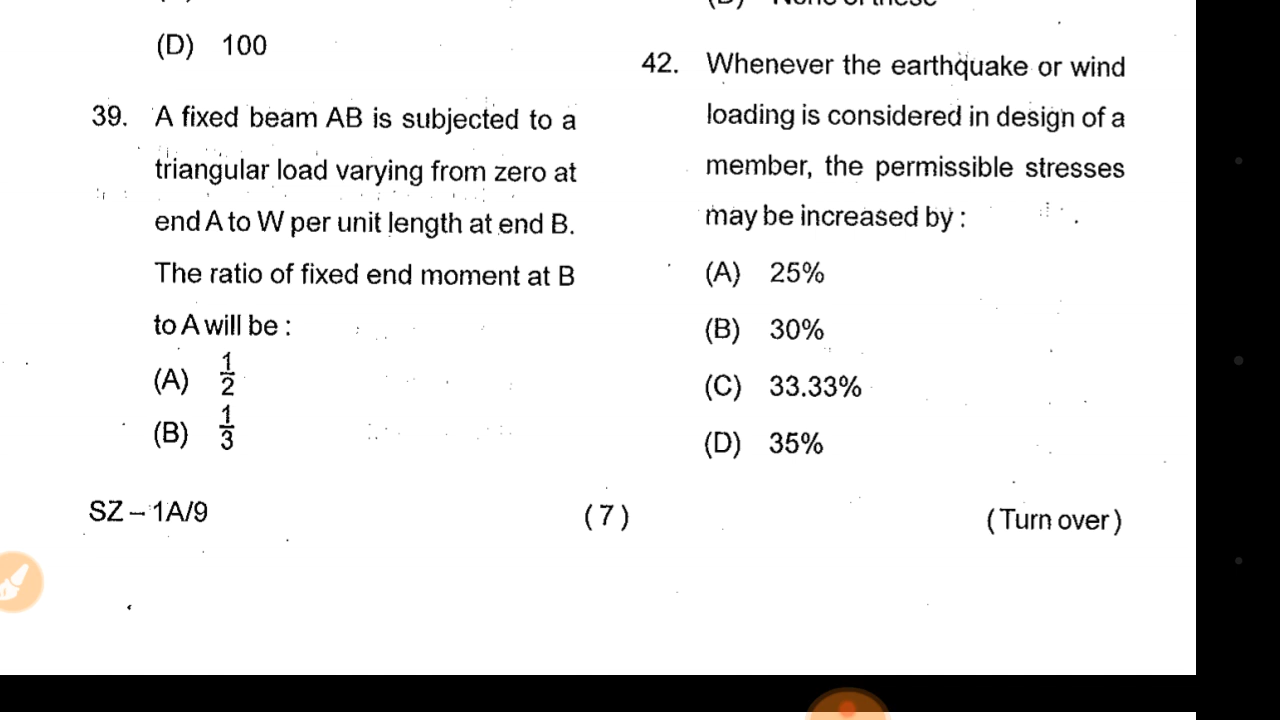 (D) 100
39. A fixed beam AB is subjected to a
triangular load varying from zero at
end A to W per unit length at end B.
The ratio of fixed end moment at B
to A will be :
(A) 1/2
(B) 1/3
SZ – 1A/9
(D) None of these
42. Whenever the earthquake or wind
loading is considered in design of a
member, the permissible stresses
may be increased by :
(A) 25%
(B) 30%
(C) 33.33%
(D) 35%
(7)
(Turn over)